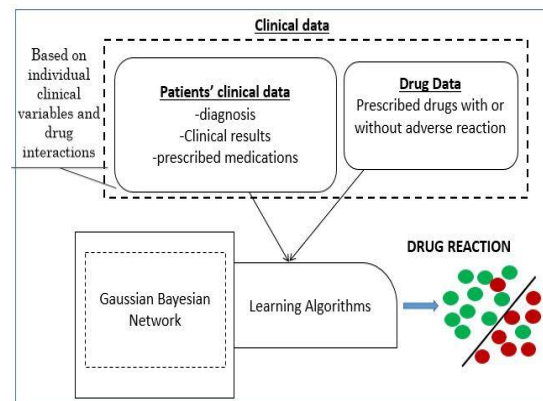 Clinical data
Based on
individual
clinical
variables and
drug
interactions
Patients' clinical data
-diagnosis
-Clinical results
-prescribed medications
Drug Data
Prescribed drugs with or
without adverse reaction
Gaussian Bayesian
Network
Learning Algorithms
DRUG REACTION